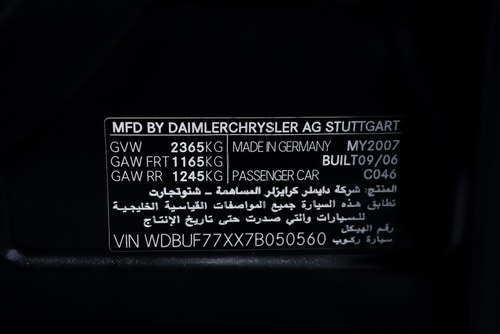 MFD BY DAIMLERCHRYSLER AG STUTTGART
GVW 2365KG MADE IN GERMANY MY2007
GAW FRT 1165KG BUILT09/06
GAW RR 1245KG PASSENGER CAR C046
المنتج: شركة دايملر كرايزلر المساهمة - شتوتجارت
تطابق هذه السيارة جميع المواصفات القياسية الخليجية
للسيارات والتي صدرت حتى تاريخ الإنتاج
VIN WDBUF77XX7B050560 رقم الهيكل
سيارة ركوب